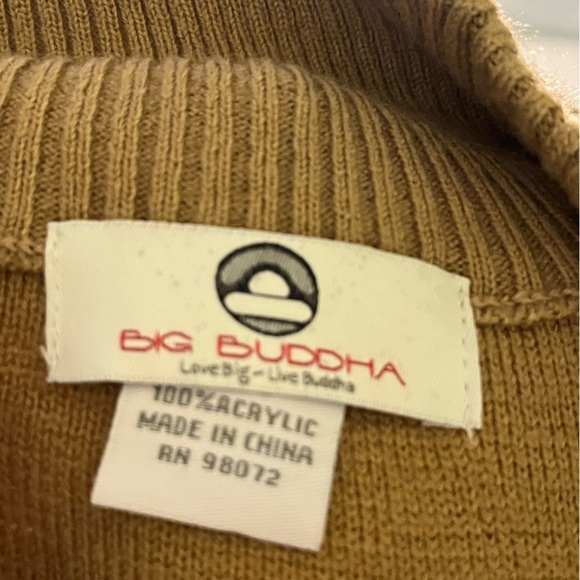 BIG BUDDHA
Love Big ~ Live Buddha
100% ACRYLIC
MADE IN CHINA
RN 98072